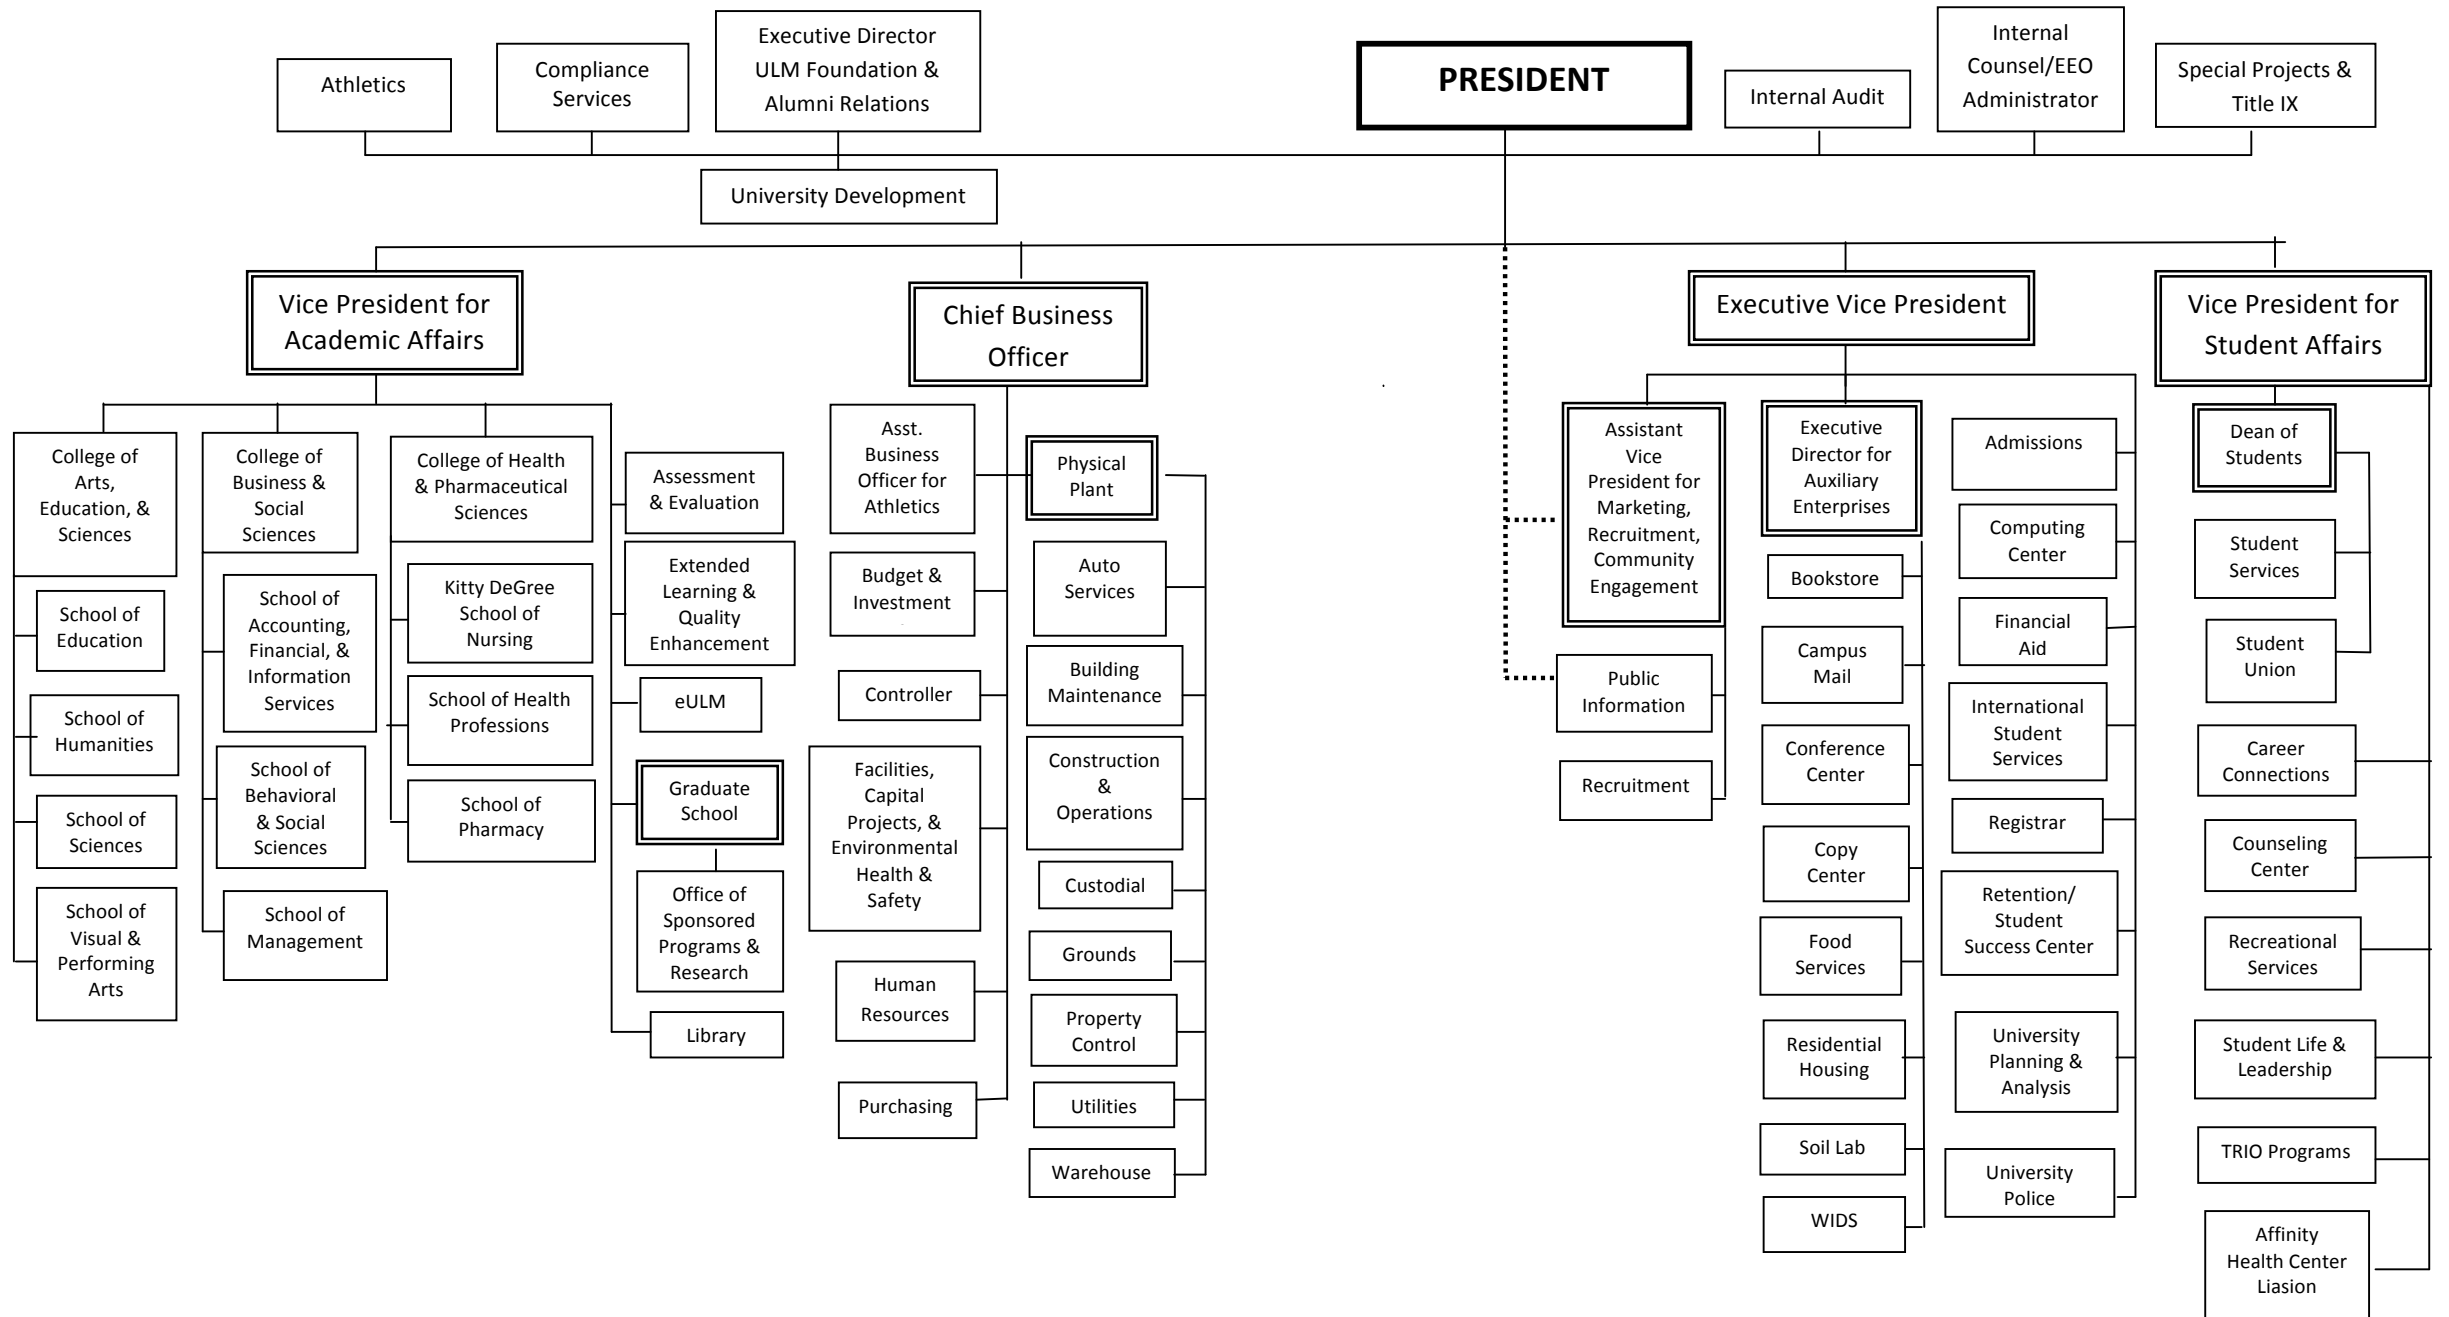 Athletics
Compliance
Services
Executive Director
ULM Foundation &
Alumni Relations
PRESIDENT
Internal Audit
Internal
Counsel/EEO
Administrator
Special Projects &
Title IX
University Development
Vice President for
Academic Affairs
Chief Business
Officer
Executive Vice President
Vice President for
Student Affairs
College of
Arts,
Education, &
Sciences
School of
Education
School of
Humanities
School of
Sciences
School of
Visual &
Performing
Arts
College of
Business &
Social
Sciences
School of
Accounting,
Financial, &
Information
Services
School of
Behavioral
& Social
Sciences
School of
Management
College of Health
& Pharmaceutical
Sciences
Kitty DeGree
School of
Nursing
School of Health
Professions
School of
Pharmacy
Assessment
& Evaluation
Extended
Learning &
Quality
Enhancement
eULM
Graduate
School
Office of
Sponsored
Programs &
Research
Library
Asst.
Business
Officer for
Athletics
Budget &
Investment
Controller
Facilities,
Capital
Projects, &
Environmental
Health &
Safety
Human
Resources
Purchasing
Physical
Plant
Auto
Services
Building
Maintenance
Construction
&
Operations
Custodial
Grounds
Property
Control
Utilities
Warehouse
Assistant
Vice
President for
Marketing,
Recruitment,
Community
Engagement
Public
Information
Recruitment
Executive
Director for
Auxiliary
Enterprises
Bookstore
Campus
Mail
Conference
Center
Copy
Center
Food
Services
Residential
Housing
Soil Lab
WIDS
Admissions
Computing
Center
Financial
Aid
International
Student
Services
Registrar
Retention/
Student
Success Center
University
Planning &
Analysis
University
Police
Dean of
Students
Student
Services
Student
Union
Career
Connections
Counseling
Center
Recreational
Services
Student Life &
Leadership
TRIO Programs
Affinity
Health Center
Liasion